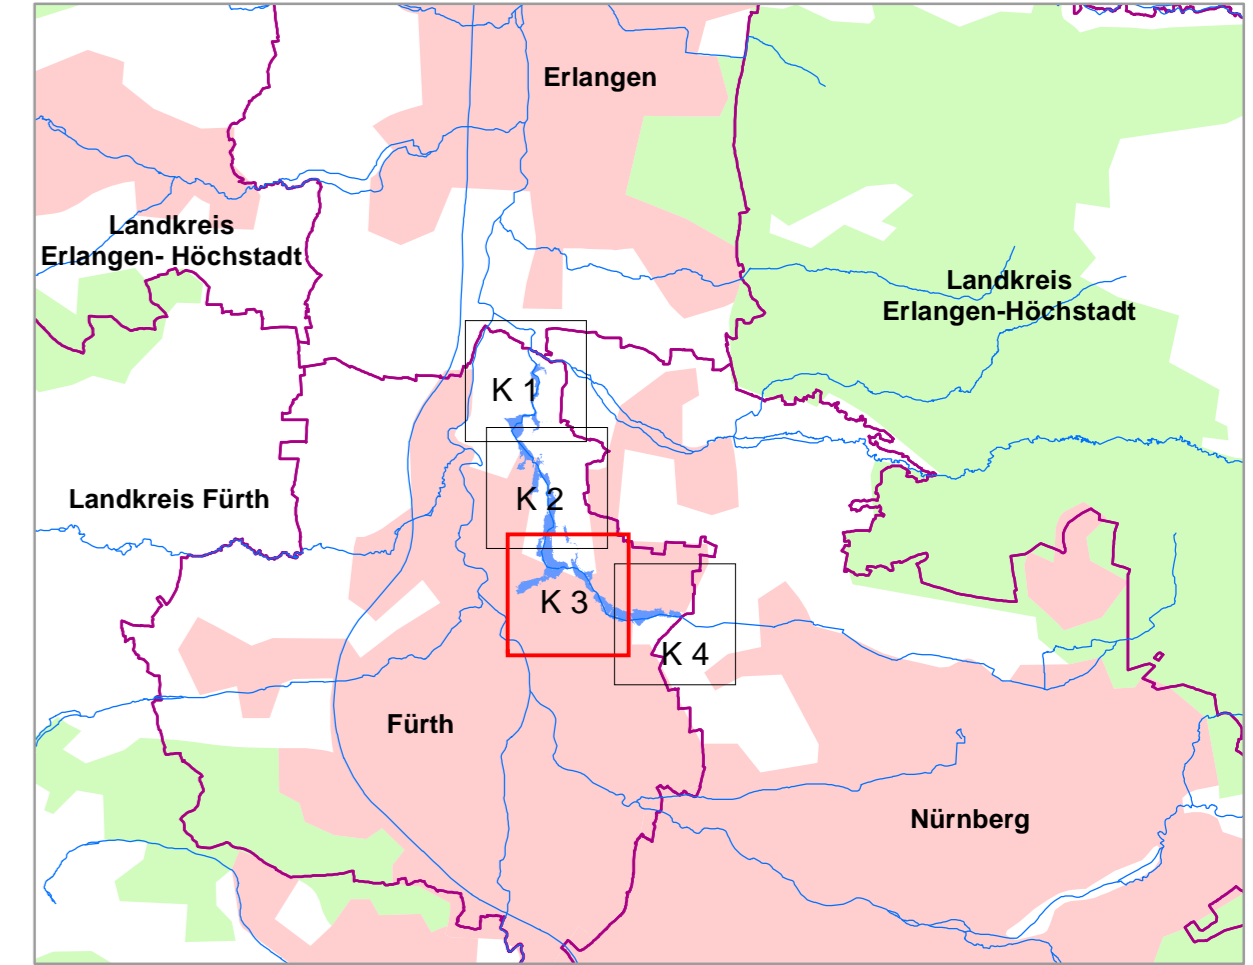 Erlangen
Landkreis
Erlangen- Höchstadt
Landkreis
Erlangen-Höchstadt
K 1
Landkreis Fürth
K 2
K 3
K 4
Fürth
Nürnberg